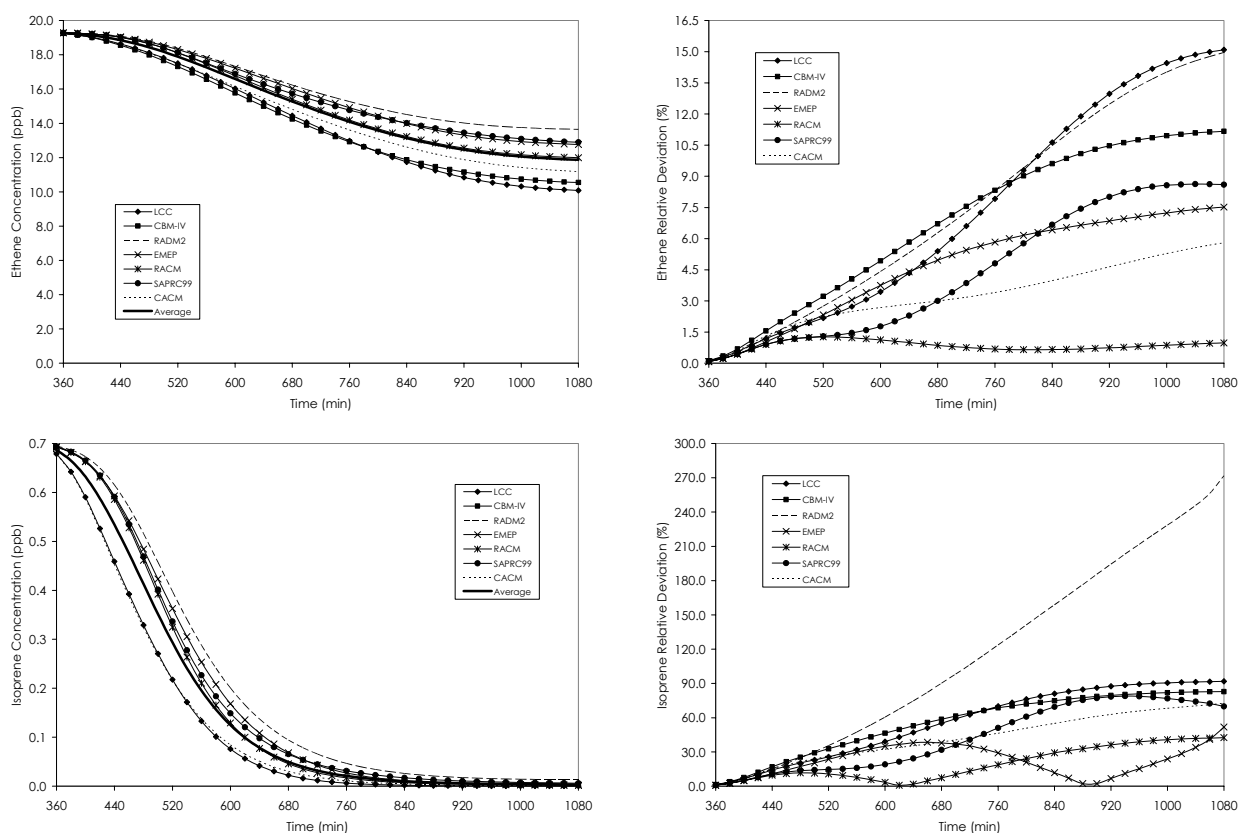 Ethene Concentration (ppb)
20.0
18.0
16.0
14.0
12.0
10.0
8.0
6.0
4.0
2.0
0.0
LCC
CBM-IV
RADM2
EMEP
RACM
SAPRC99
CACM
Average
360 440 520 600 680 760 840 920 1000 1080
Time (min)
Ethene Relative Deviation (%)
16.5
15.0
13.5
12.0
10.5
9.0
7.5
6.0
4.5
3.0
1.5
0.0
LCC
CBM-IV
RADM2
EMEP
RACM
SAPRC99
CACM
360 440 520 600 680 760 840 920 1000 1080
Time (min)
Isoprene Concentration (ppb)
0.7
0.6
0.5
0.4
0.3
0.2
0.1
0.0
LCC
CBM-IV
RADM2
EMEP
RACM
SAPRC99
CACM
Average
360 440 520 600 680 760 840 920 1000 1080
Time (min)
Isoprene Relative Deviation (%)
300.0
270.0
240.0
210.0
180.0
150.0
120.0
90.0
60.0
30.0
0.0
LCC
CBM-IV
RADM2
EMEP
RACM
SAPRC99
CACM
360 440 520 600 680 760 840 920 1000 1080
Time (min)